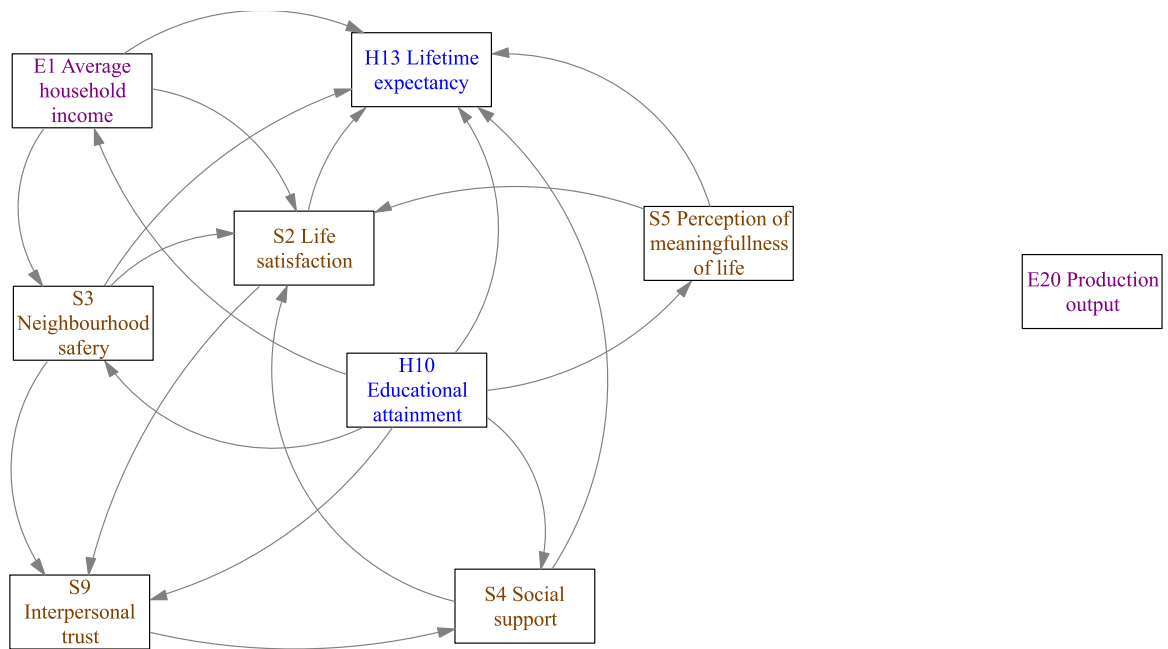 E1 Average
household
income
H13 Lifetime
expectancy
S2 Life
satisfaction
S5 Perception of
meaningfullness
of life
E20 Production
output
S3
Neighbourhood
safery
H10
Educational
attainment
S9
Interpersonal
trust
S4 Social
support